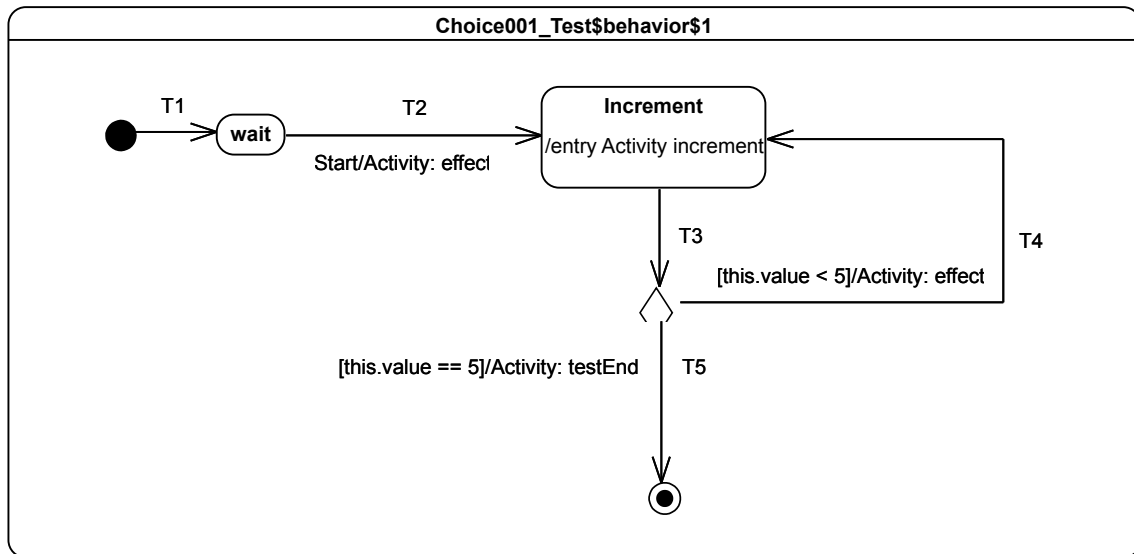 Choice001_Test$behavior$1
T1
wait
T2
Start/Activity: effect
Increment
/entry Activity increment
T3
T4
[this.value < 5]/Activity: effect
[this.value == 5]/Activity: testEnd
T5